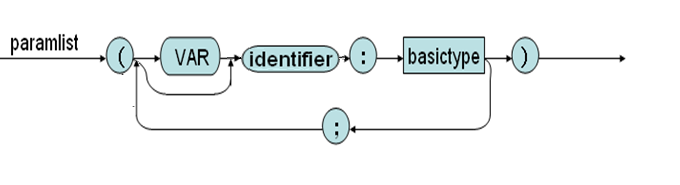 paramlist
( VAR identifier : basictype )
;